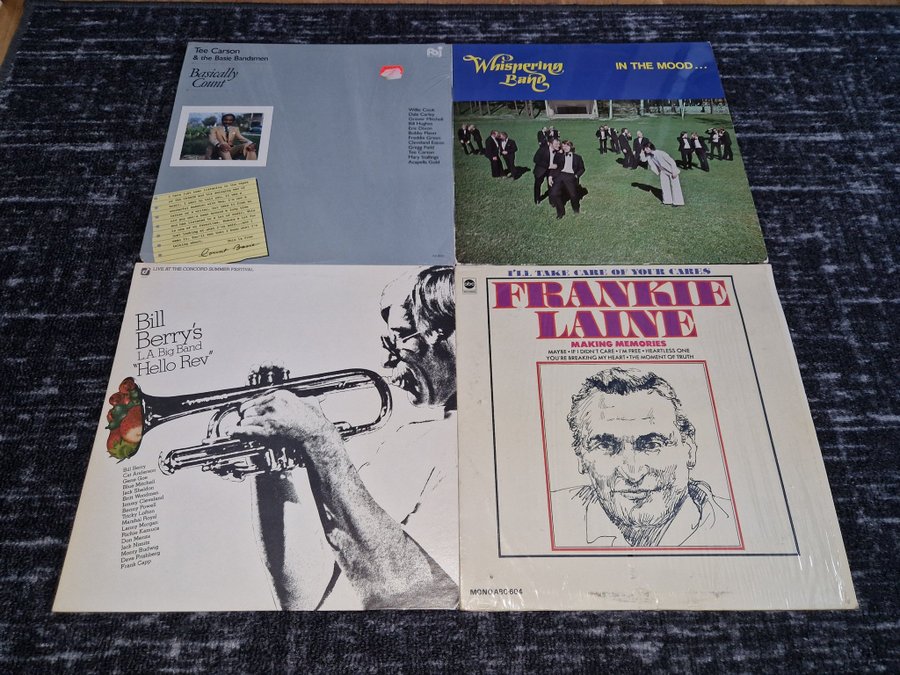 Tee Carson
& the Basie Bandsmen
Basically
Count
Willie Cook
Dale Carley
Grover Mitchell
Bill Hughes
Eric Dixon
Bobby Plater
Freddie Green
Cleveland Eaton
Gregg Field
Tee Carson
Mary Stallings
Acapella Gold
Count Basie
Whispering
Band
IN THE MOOD...
LIVE AT THE CONCORD SUMMER FESTIVAL
Bill
Berry's
L.A. Big Band
"Hello Rev"
Bill Berry
Cat Anderson
Gene Goe
Blue Mitchell
Jack Sheldon
Britt Woodman
Jimmy Cleveland
Benny Powell
Tricky Lofton
Marshal Royal
Lanny Morgan
Richie Kamuca
Don Menza
Jack Nimitz
Monty Budwig
Dave Frishberg
Frank Capp
abc
I'LL TAKE CARE OF YOUR CARES
FRANKIE
LAINE
MAKING MEMORIES
MAYBE • IF I DIDN'T CARE • I'M FREE • HEARTLESS ONE
YOU'RE BREAKING MY HEART • THE MOMENT OF TRUTH
MONO ABC-604